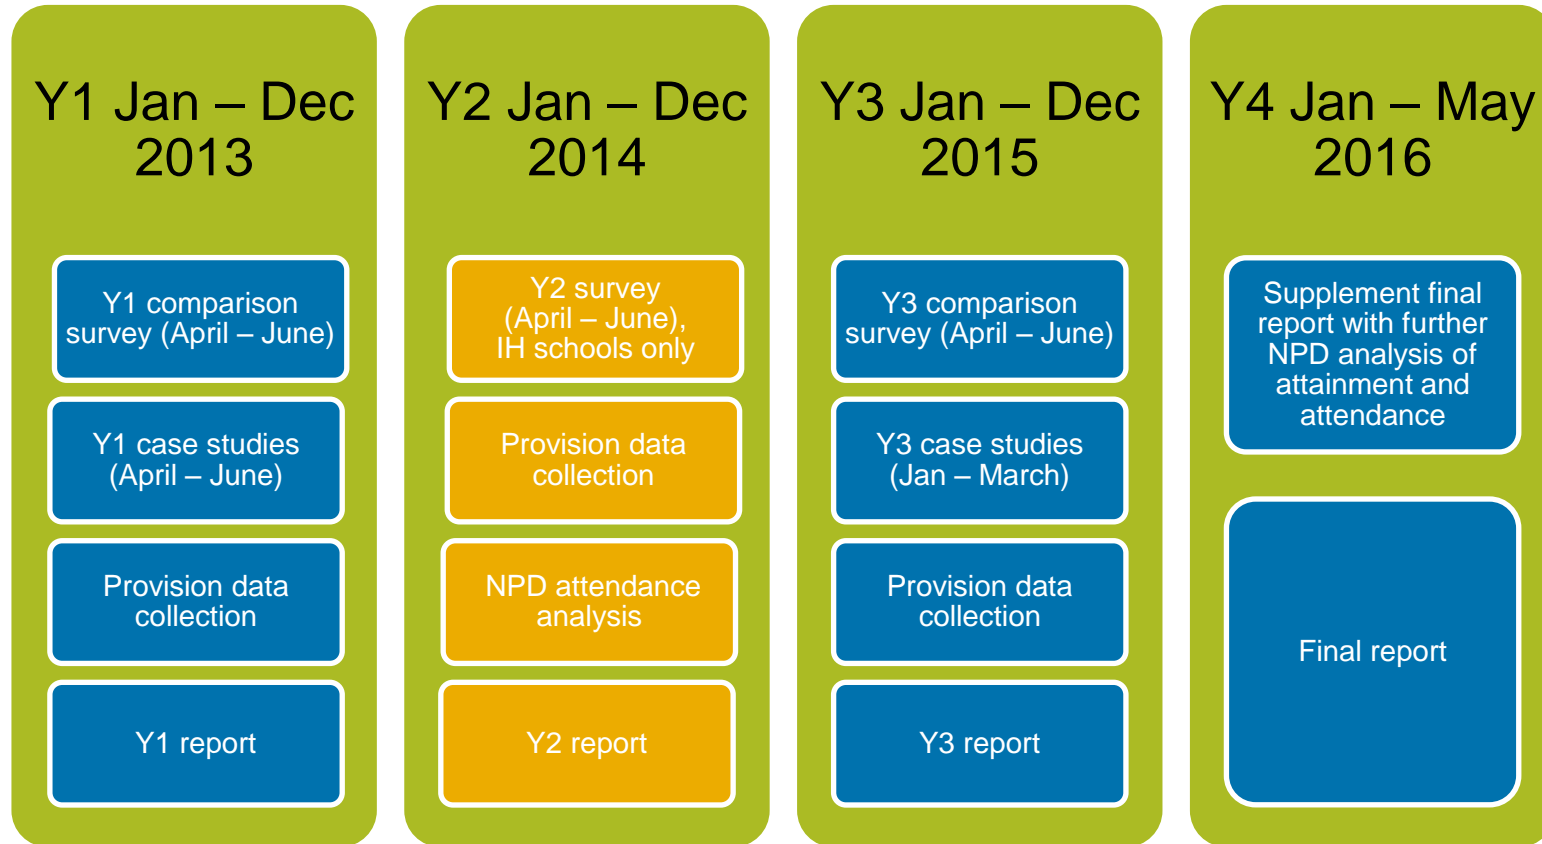 Y1 Jan – Dec
2013
Y1 comparison
survey (April – June)
Y1 case studies
(April – June)
Provision data
collection
Y1 report
Y2 Jan – Dec
2014
Y2 survey
(April – June),
IH schools only
Provision data
collection
NPD attendance
analysis
Y2 report
Y3 Jan – Dec
2015
Y3 comparison
survey (April – June)
Y3 case studies
(Jan – March)
Provision data
collection
Y3 report
Y4 Jan – May
2016
Supplement final
report with further
NPD analysis of
attainment and
attendance
Final report